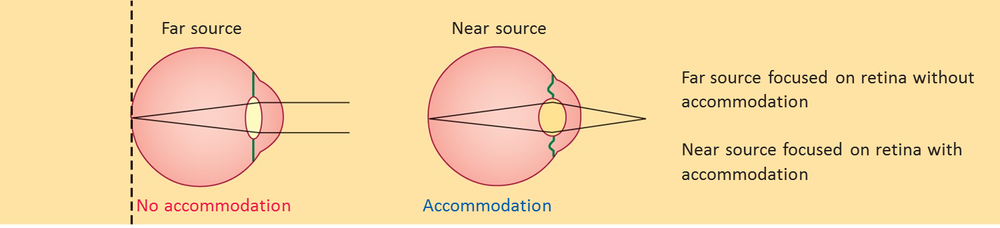 Far source
Near source
Far source focused on retina without
accommodation
Near source focused on retina with
accommodation
No accommodation
Accommodation